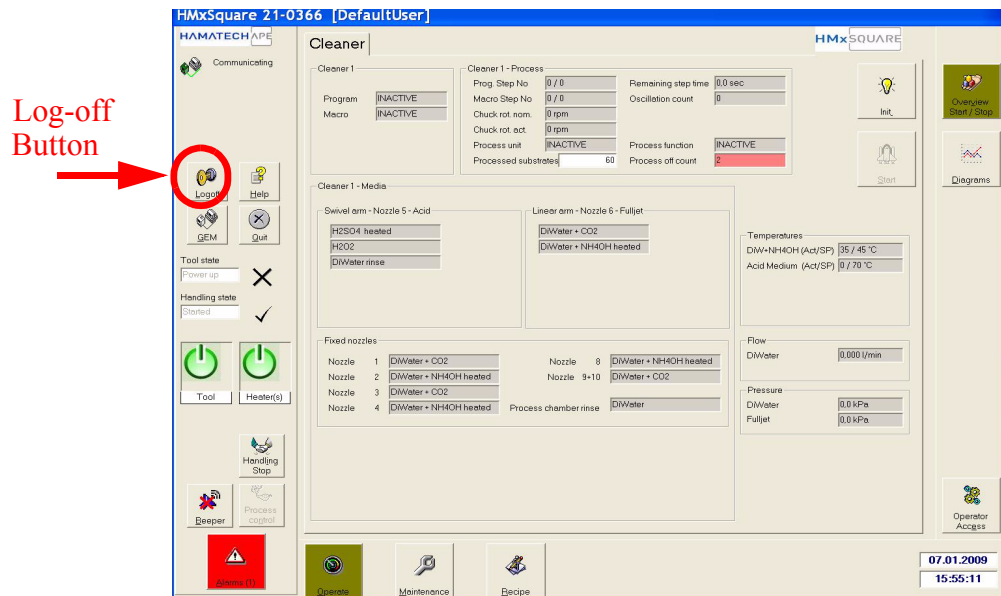 HMxSquare 21-0366 [DefaultUser]
HAMATECH APE
Communicating
Log-off
Button
Logoff
Help
GEM
Quit
Tool state
Power up
Handling state
Started
Tool
Heater(s)
Handling
Stop
Beeper
Process
control
Alarms (1)
Cleaner
HMxSQUARE
Cleaner 1
Program INACTIVE
Macro INACTIVE
Cleaner 1 - Process
Prog. Step No 0 / 0 Remaining step time 0,0 sec
Macro Step No 0 / 0 Oscillation count 0
Chuck rot. nom. 0 rpm
Chuck rot. act. 0 rpm
Process unit INACTIVE Process function INACTIVE
Processed substrates 60 Process off count 2
Init.
Start
Cleaner 1 - Media
Swivel arm - Nozzle 5 - Acid
H2SO4 heated
H2O2
DiWater rinse
Linear arm - Nozzle 6 - Fulljet
DiWater + CO2
DiWater + NH4OH heated
Temperatures
DiW+NH4OH (Act/SP) 35 / 45 °C
Acid Medium (Act/SP) 0 / 70 °C
Fixed nozzles
Nozzle 1 DiWater + CO2 Nozzle 8 DiWater + NH4OH heated
Nozzle 2 DiWater + NH4OH heated Nozzle 9+10 DiWater + CO2
Nozzle 3 DiWater + CO2
Nozzle 4 DiWater + NH4OH heated Process chamber rinse DiWater
Flow
DiWater 0,000 l/min
Pressure
DiWater 0,0 kPa
Fulljet 0,0 kPa
Overview
Start / Stop
Diagrams
Operator
Access
Operate
Maintenance
Recipe
07.01.2009
15:55:11